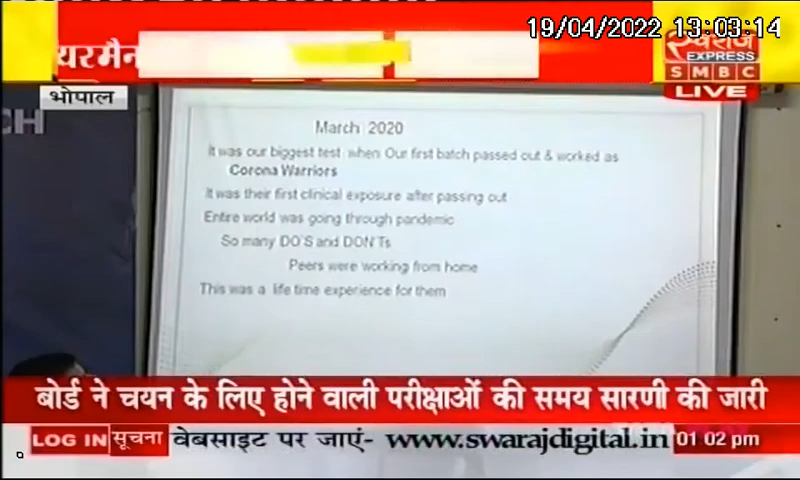 19/04/2022 13:03:14
यरमैन
स्वराज
EXPRESS
SMBC
LIVE
भोपाल
CH
March 2020
It was our biggest test when Our first batch passed out & worked as
Corona Warriors
It was their first clinical exposure after passing out
Entire world was going through pandemic
So many DO'S and DON'Ts
Peers were working from home
This was a life time experience for them
बोर्ड ने चयन के लिए होने वाली परीक्षाओं की समय सारणी की जारी
LOG IN सूचना वेबसाइट पर जाएं- www.swarajdigital.in 01 02 pm